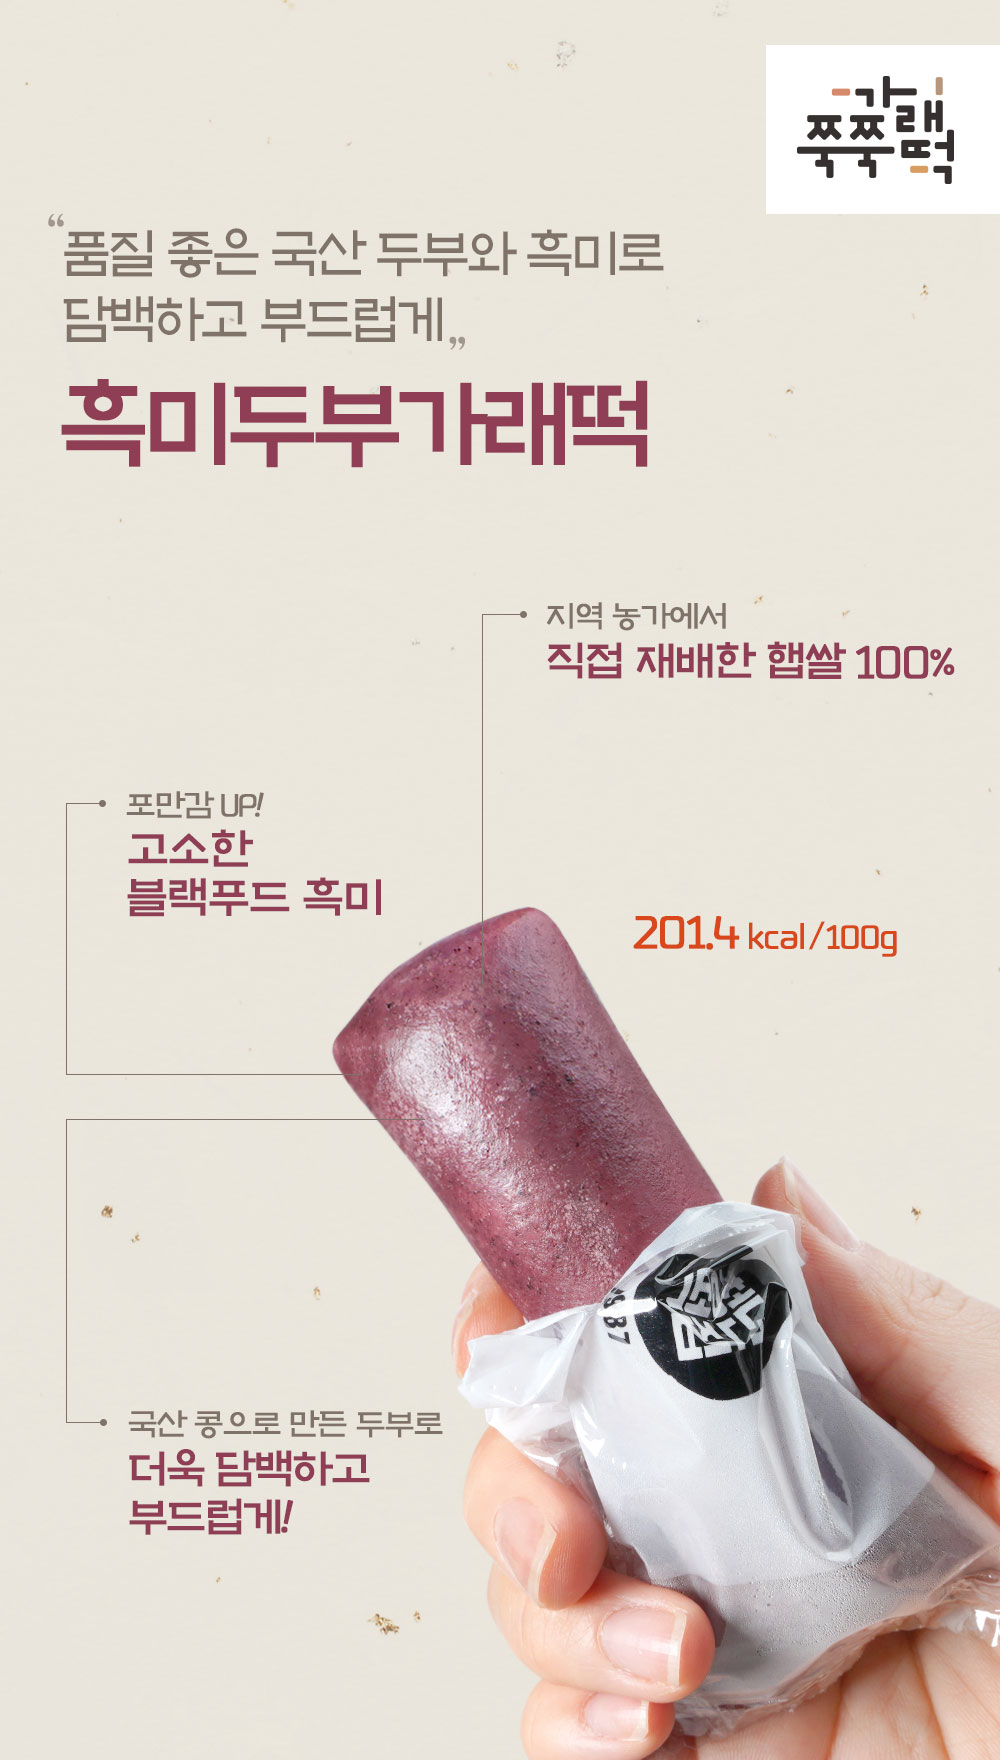 쭉쭉 가래떡
“품질 좋은 국산 두부와 흑미로
담백하고 부드럽게”
흑미두부가래떡
지역 농가에서
직접 재배한 햅쌀 100%
포만감 UP!
고소한
블랙푸드 흑미
201.4 kcal/100g
국산 콩으로 만든 두부로
더욱 담백하고
부드럽게!